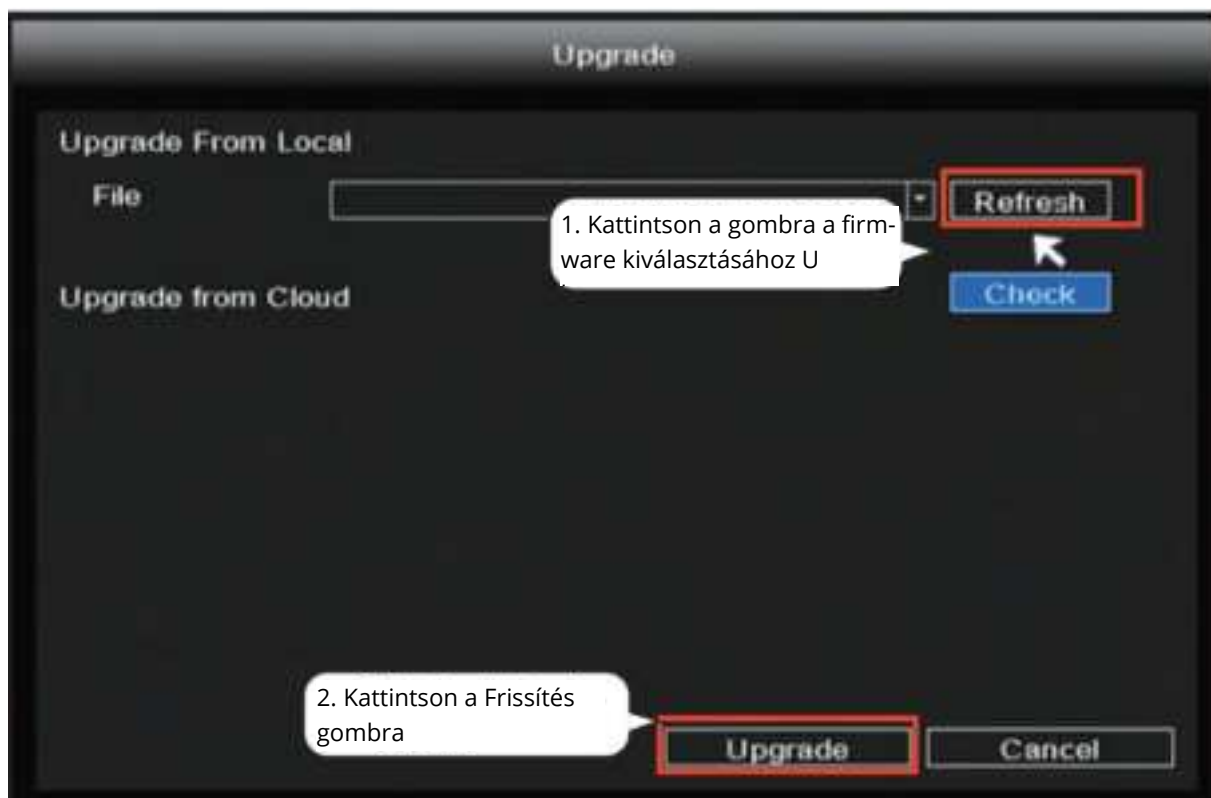 Upgrade
Upgrade From Local
File
Refresh
1. Kattintson a gombra a firm-
ware kiválasztásához U
Upgrade from Cloud
Check
2. Kattintson a Frissítés
gombra
Upgrade
Cancel